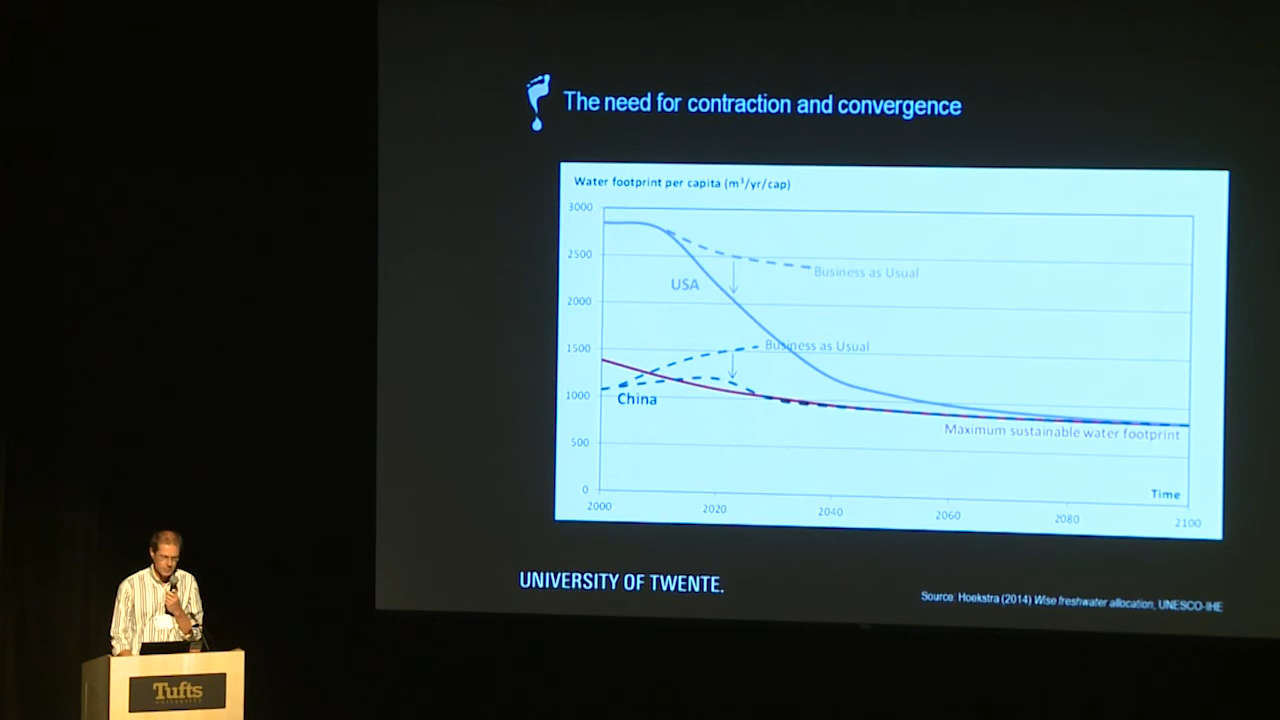 The need for contraction and convergence
Water footprint per capita (m³/yr/cap)
3000
2500
2000
1500
1000
500
0
Business as Usual
USA
Business as Usual
China
Maximum sustainable water footprint
Time
2000
2020
2040
2060
2080
2100
UNIVERSITY OF TWENTE.
Source: Hoekstra (2014) Wise freshwater allocation, UNESCO-IHE
Tufts
UNIVERSITY